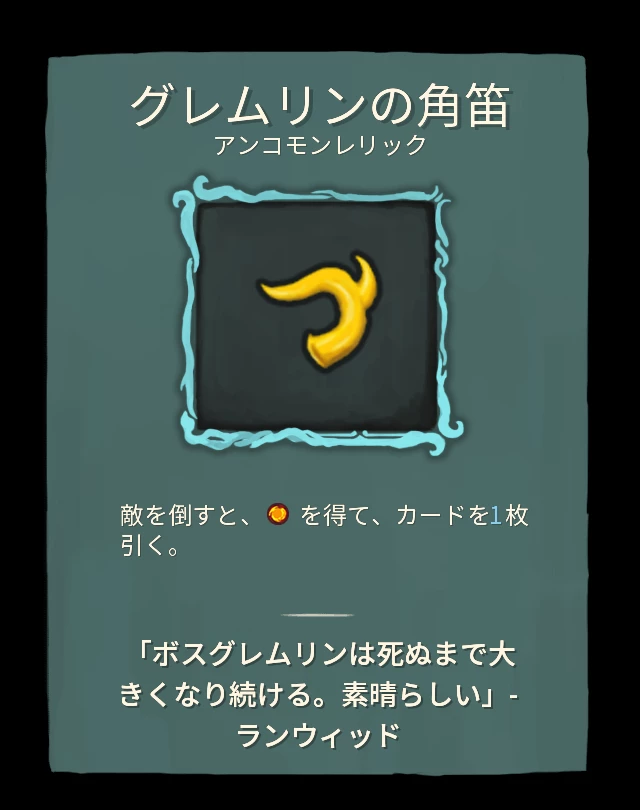 グレムリンの角笛
アンコモンレリック
敵を倒すと、 を得て、カードを1枚
引く。
「ボスグレムリンは死ぬまで大
きくなり続ける。素晴らしい」-
ランウィッド